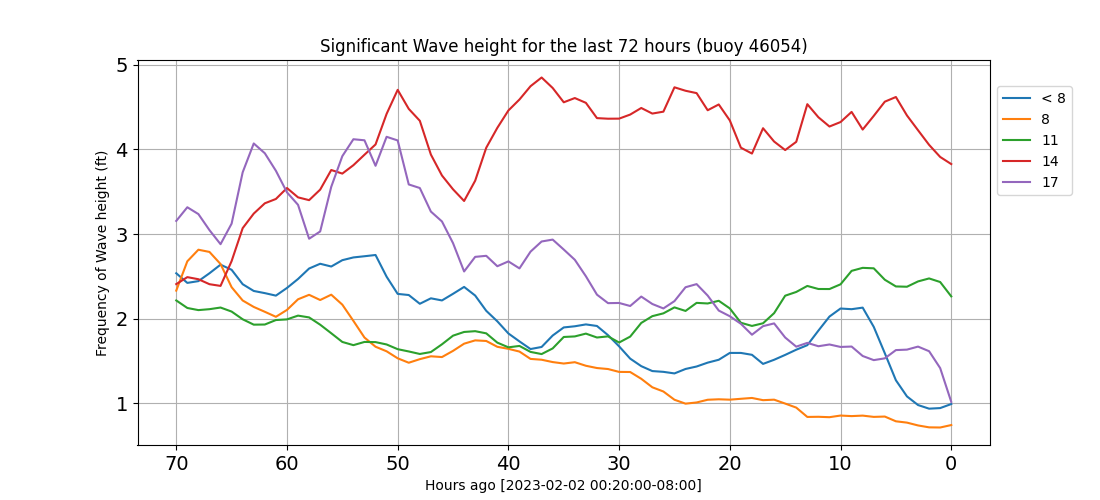 Significant Wave height for the last 72 hours (buoy 46054)
Frequency of Wave height (ft)
5
4
3
2
1
70 60 50 40 30 20 10 0
Hours ago [2023-02-02 00:20:00-08:00]
< 8
8
11
14
17